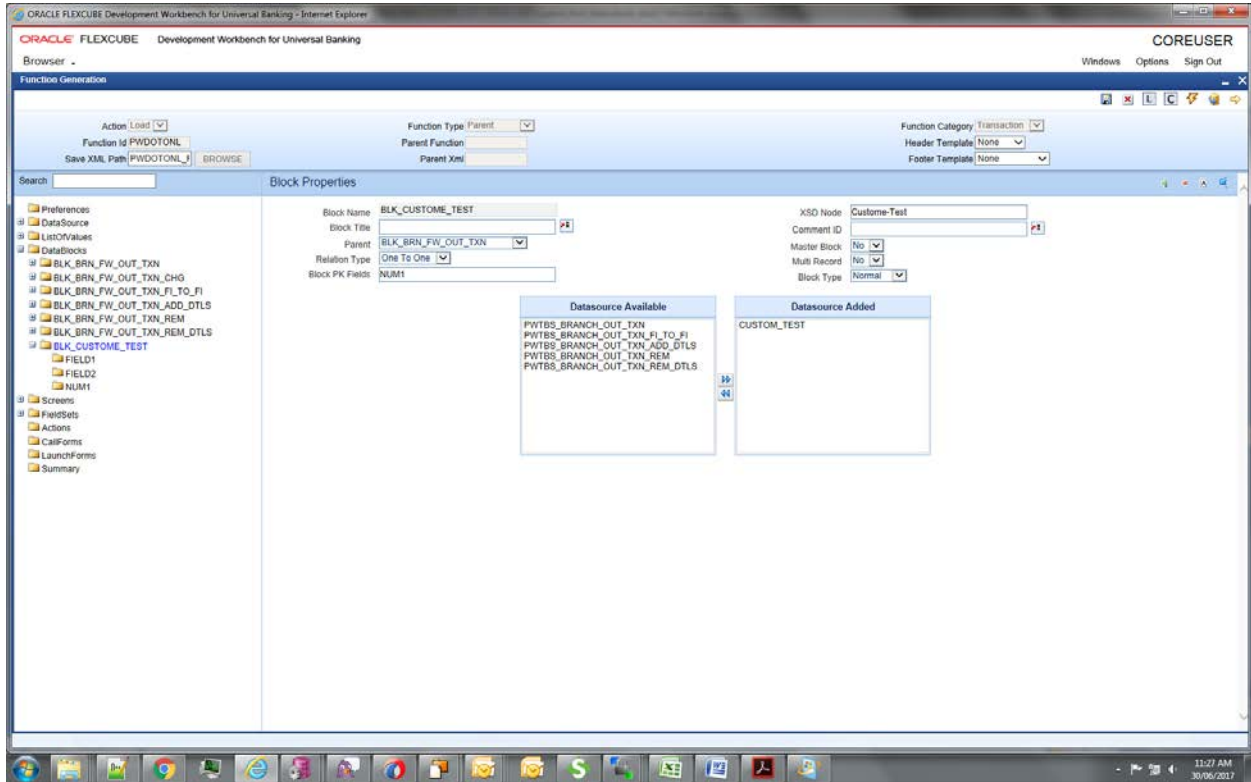 ORACLE FLEXCUBE Development Workbench for Universal Banking - Internet Explorer
ORACLE FLEXCUBE Development Workbench for Universal Banking
COREUSER
Browser
Windows Options Sign Out
Function Generation
L C
Action Load
Function Type Parent
Function Category Transaction
Function Id PWDOTONL
Parent Function
Header Template None
Save XML Path PWDOTONL_ BROWSE
Parent Xml
Footer Template None
Search
Block Properties
Preferences
DataSource
ListOfValues
DataBlocks
BLK_BRN_FW_OUT_TXN
BLK_BRN_FW_OUT_TXN_CHG
BLK_BRN_FW_OUT_TXN_FI_TO_FI
BLK_BRN_FW_OUT_TXN_ADD_DTLS
BLK_BRN_FW_OUT_TXN_REM
BLK_BRN_FW_OUT_TXN_REM_DTLS
BLK_CUSTOME_TEST
FIELD1
FIELD2
NUM1
Screens
FieldSets
Actions
CallForms
LaunchForms
Summary
Block Name BLK_CUSTOME_TEST
XSD Node Custome-Test
Block Title
Comment ID
Parent BLK_BRN_FW_OUT_TXN
Master Block No
Relation Type One To One
Multi Record No
Block PK Fields NUM1
Block Type Normal
Datasource Available
Datasource Added
PWTBS_BRANCH_OUT_TXN
PWTBS_BRANCH_OUT_TXN_FI_TO_FI
PWTBS_BRANCH_OUT_TXN_ADD_DTLS
PWTBS_BRANCH_OUT_TXN_REM
PWTBS_BRANCH_OUT_TXN_REM_DTLS
CUSTOM_TEST
11:27 AM
30/06/2017